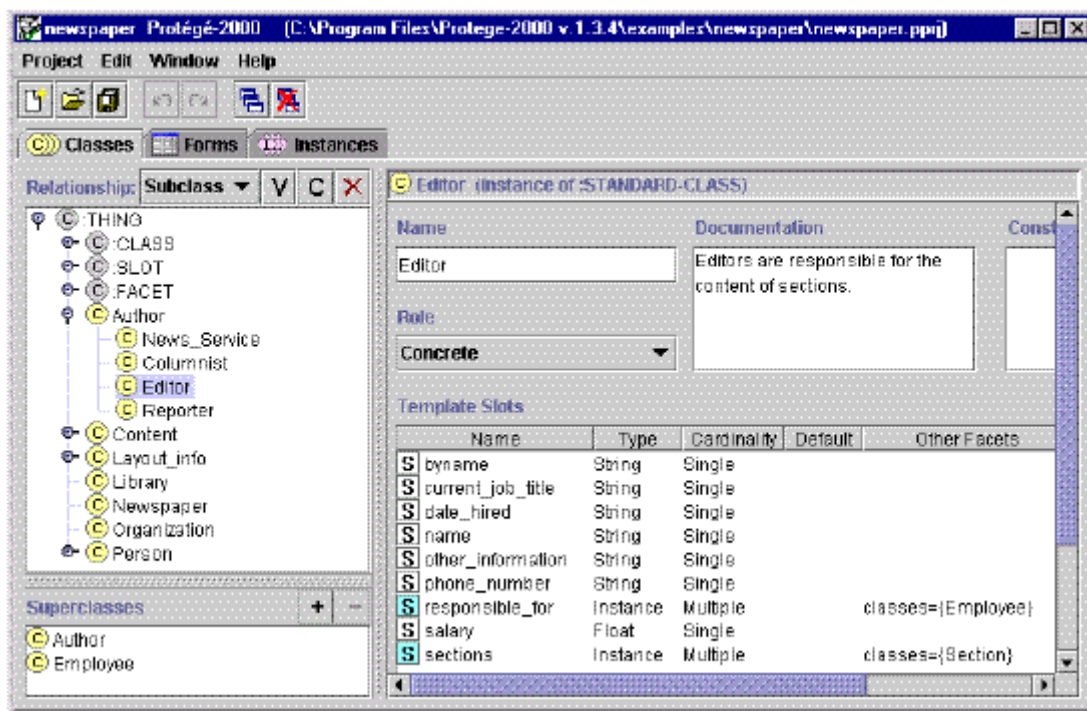 newspaper Protégé-2000 (C:\Program Files\Protege-2000 v.1.3.4\examples\newspaper\newspaper.pprj)
Project Edit Window Help
Classes Forms Instances
Relationship: Subclass V C
:THING
:CLASS
:SLOT
:FACET
Author
News_Service
Columnist
Editor
Reporter
Content
Layout_info
Library
Newspaper
Organization
Person
Superclasses + -
Author
Employee
Editor (instance of :STANDARD-CLASS)
Name Documentation Const
Editor
Editors are responsible for the
content of sections.
Role
Concrete
Template Slots
Name Type Cardinality Default Other Facets
S byname String Single
S current_job_title String Single
S date_hired String Single
S name String Single
S other_information String Single
S phone_number String Single
S responsible_for Instance Multiple classes={Employee}
S salary Float Single
S sections Instance Multiple classes={Section}